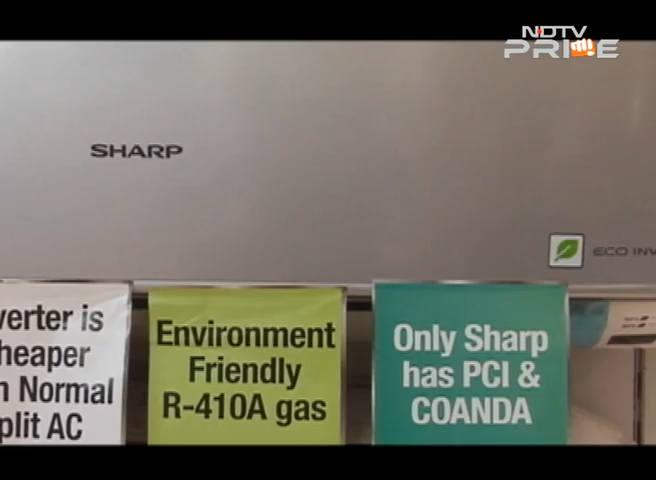 NDTV
PRIME
SHARP
ECO INV
verter is
heaper
n Normal
plit AC
Environment
Friendly
R-410A gas
Only Sharp
has PCI &
COANDA